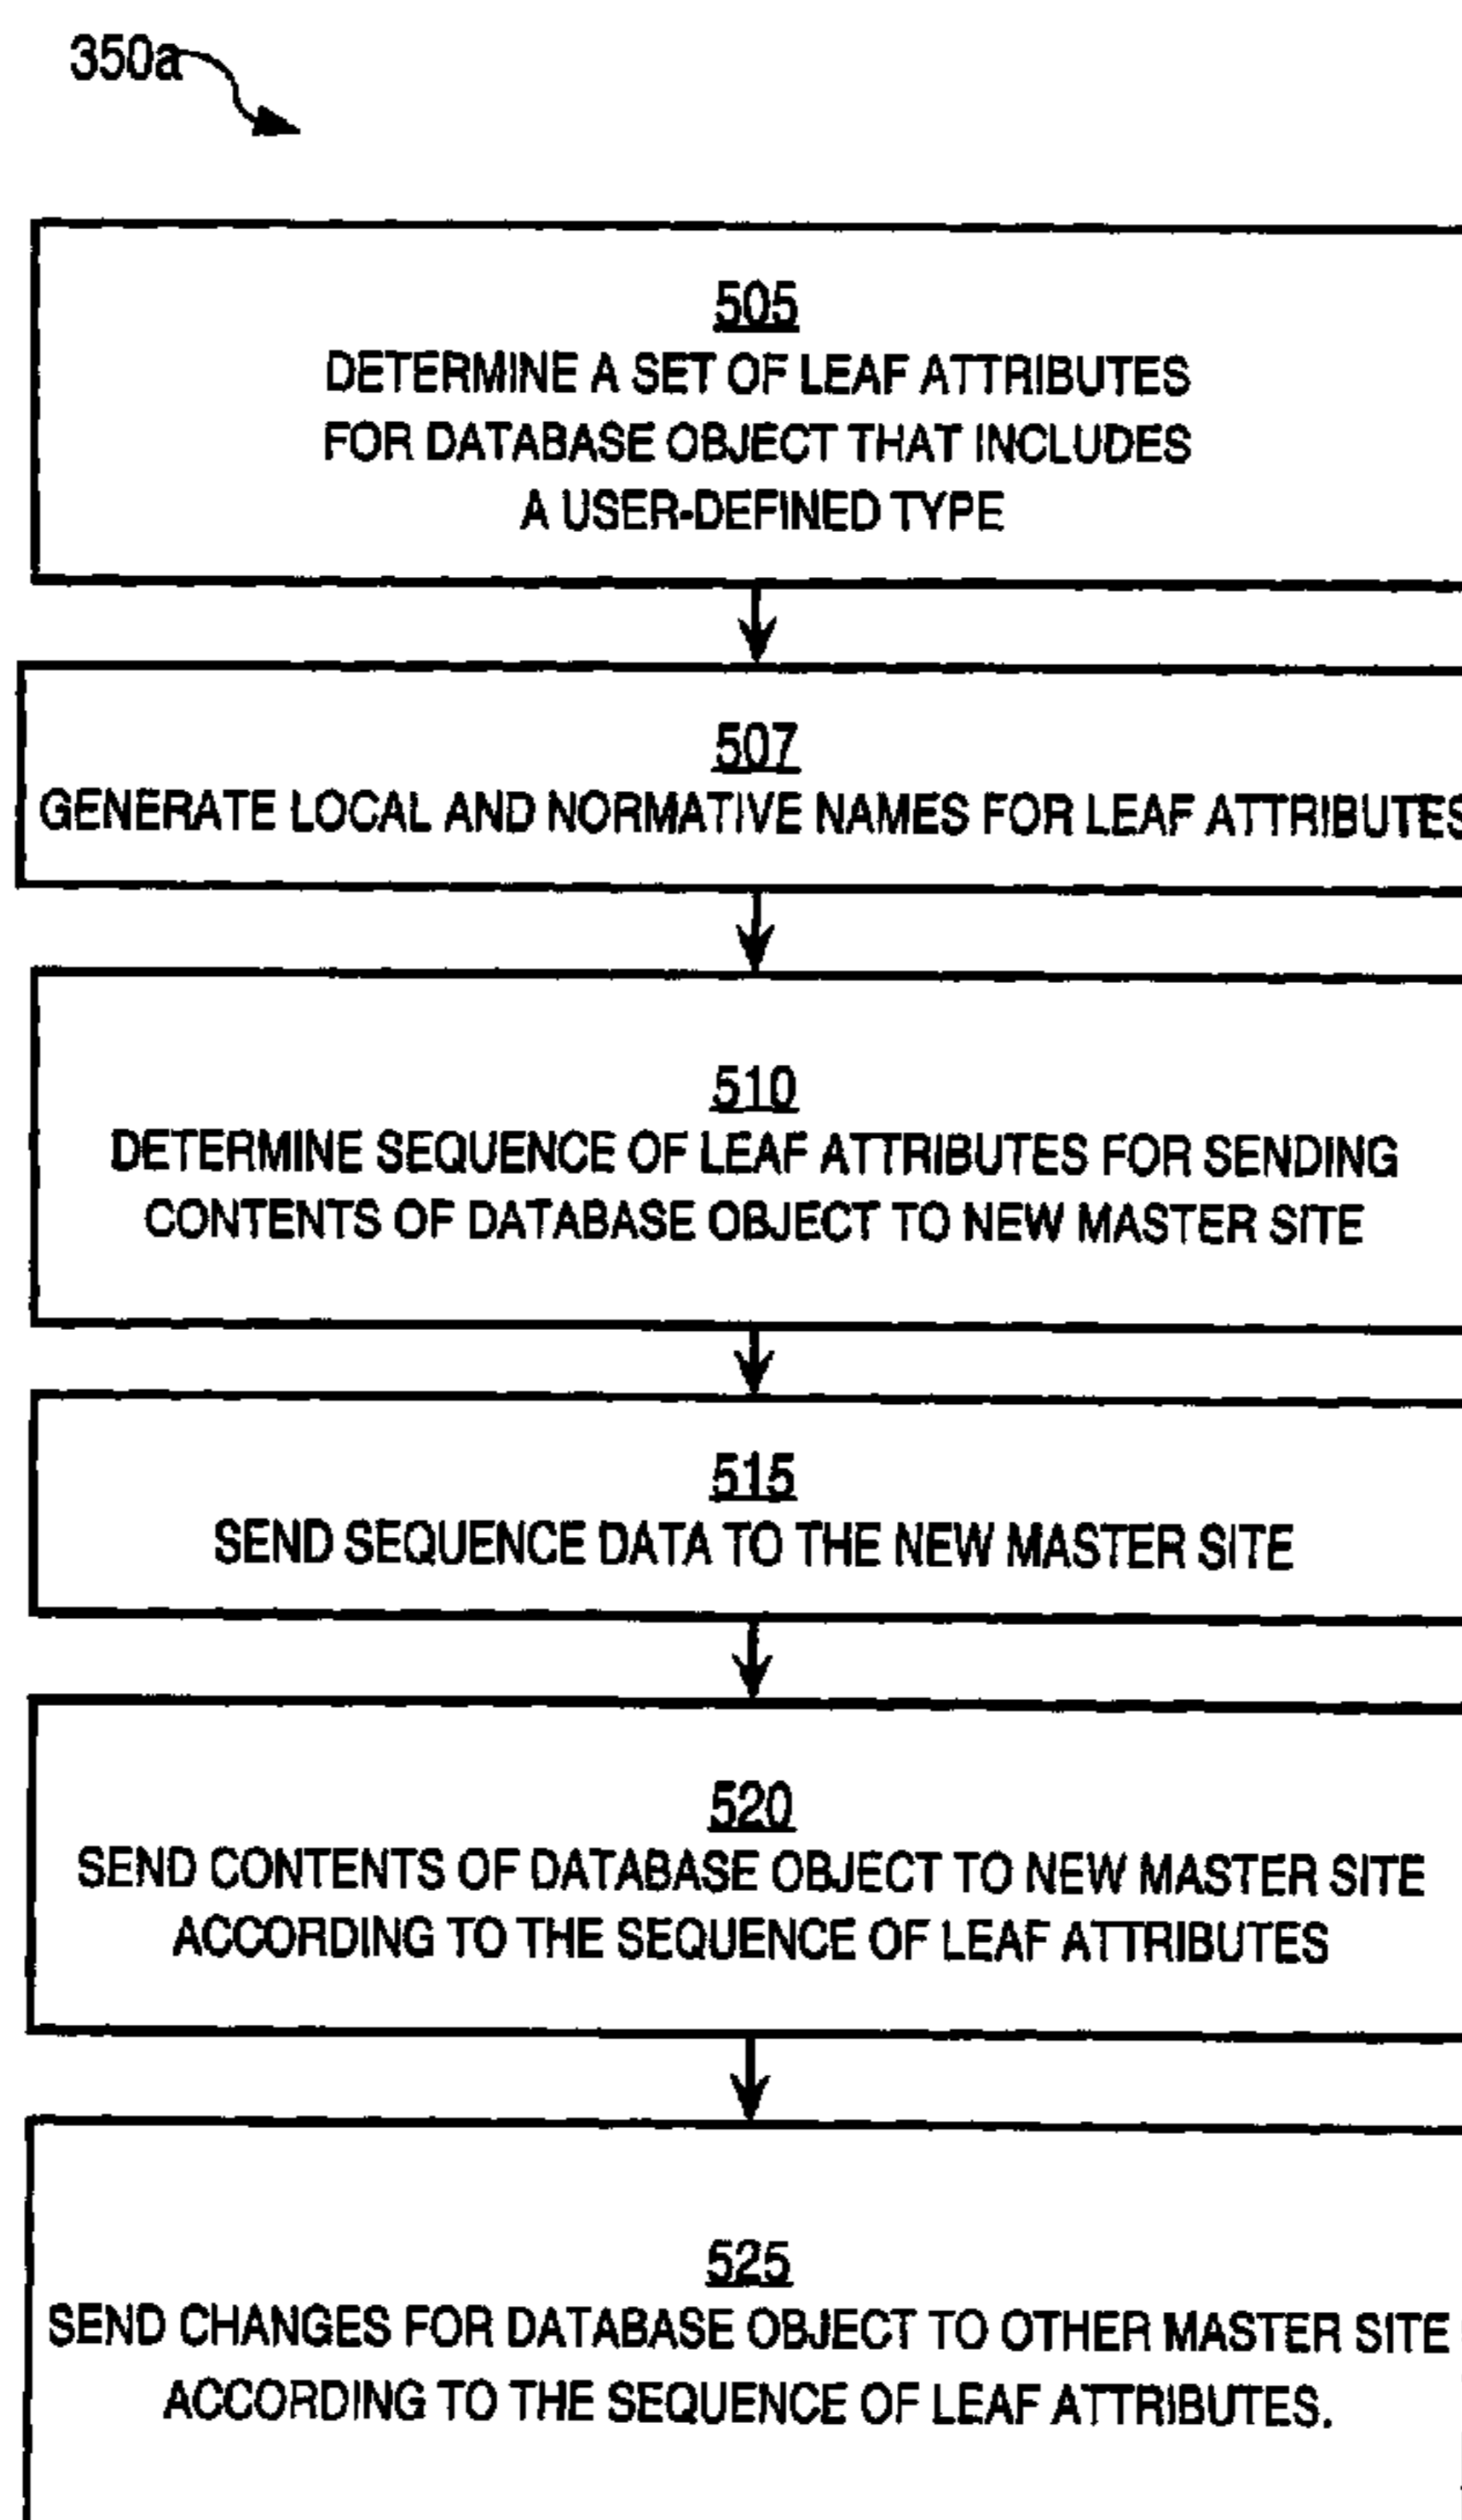 350a
505
DETERMINE A SET OF LEAF ATTRIBUTES
FOR DATABASE OBJECT THAT INCLUDES
A USER-DEFINED TYPE
507
GENERATE LOCAL AND NORMATIVE NAMES FOR LEAF ATTRIBUTES
510
DETERMINE SEQUENCE OF LEAF ATTRIBUTES FOR SENDING
CONTENTS OF DATABASE OBJECT TO NEW MASTER SITE
515
SEND SEQUENCE DATA TO THE NEW MASTER SITE
520
SEND CONTENTS OF DATABASE OBJECT TO NEW MASTER SITE
ACCORDING TO THE SEQUENCE OF LEAF ATTRIBUTES
525
SEND CHANGES FOR DATABASE OBJECT TO OTHER MASTER SITE
ACCORDING TO THE SEQUENCE OF LEAF ATTRIBUTES.